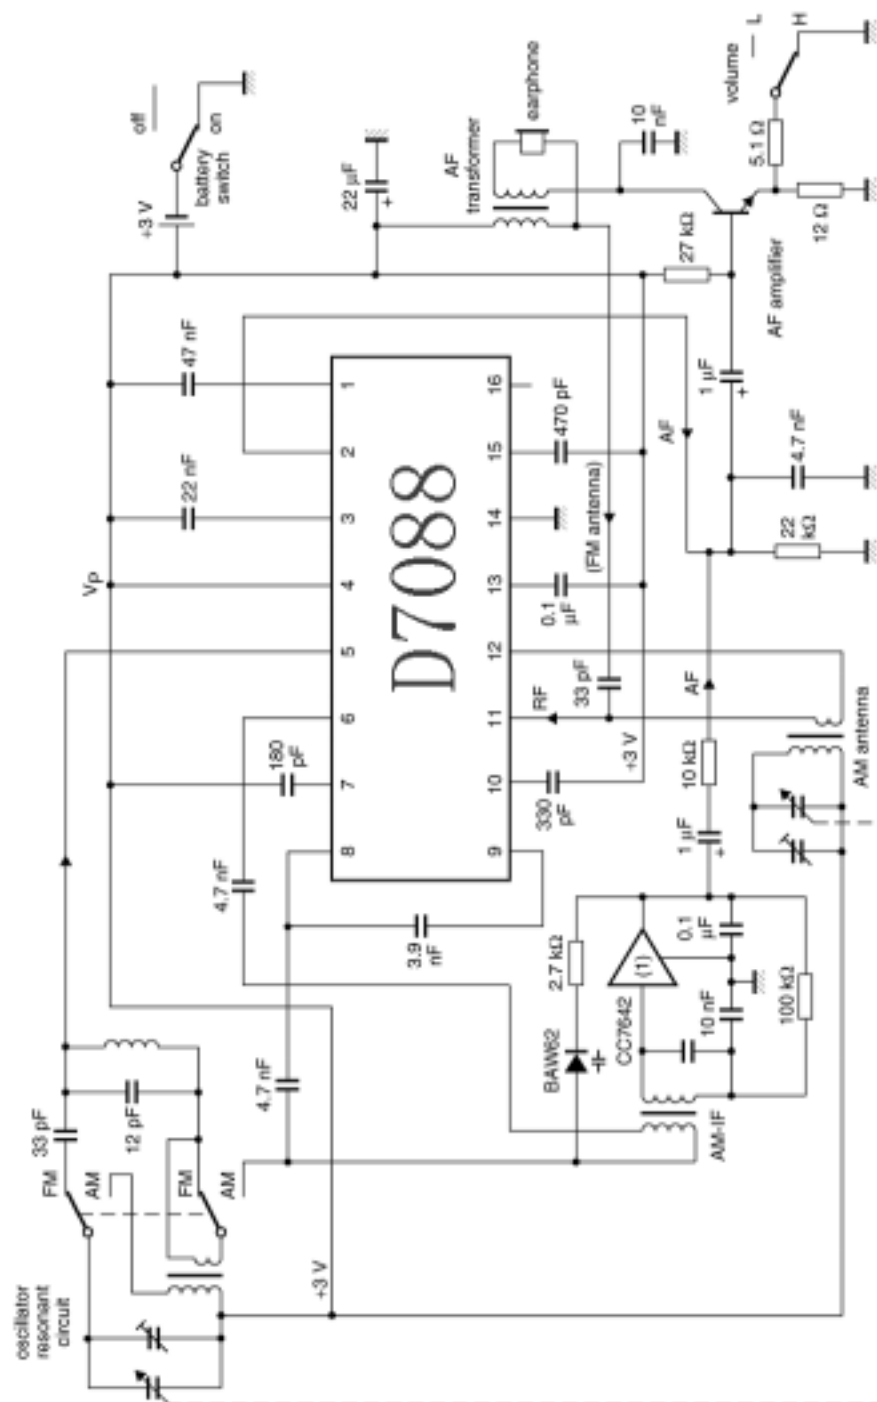 oscillator
resonant
circuit
FM
AM
FM
AM
33 pF
12 pF
+3 V
4.7 nF
4.7 nF
3.9
nF
180
pF
VP
22 nF
47 nF
+3 V
off
on
battery
switch
22 μF
+
AF
transformer
earphone
10
nF
volume
L
H
5.1 Ω
12 Ω
27 kΩ
AF amplifier
8
7
6
5
4
3
2
1
D7088
9
10
11
12
13
14
15
16
330
pF
RF
33 pF
0.1
μF
(FM antenna)
470 pF
+3 V
AF
1 μF
+
4.7 nF
22
kΩ
AF
10 kΩ
1 μF
+
AM antenna
BAW62
2.7 kΩ
CC7642
(1)
10 nF
0.1
μF
100 kΩ
AM-IF